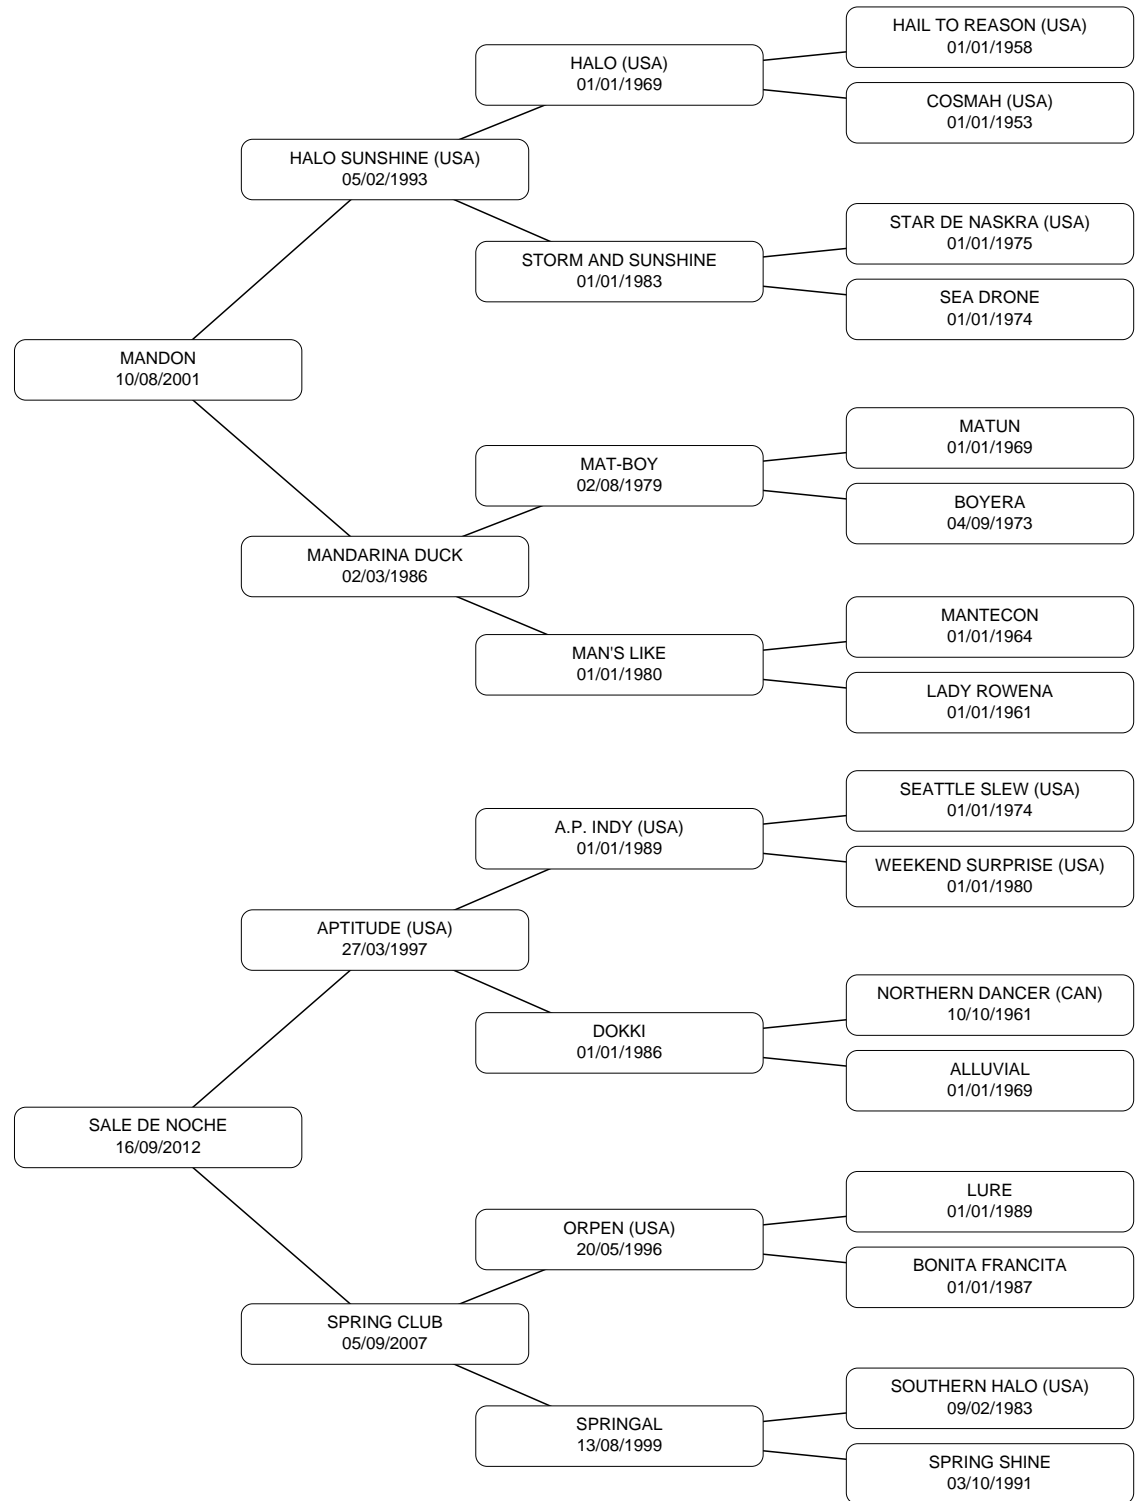 HAIL TO REASON (USA)
01/01/1958
HALO (USA)
01/01/1969
COSMAH (USA)
01/01/1953
HALO SUNSHINE (USA)
05/02/1993
STAR DE NASKRA (USA)
01/01/1975
STORM AND SUNSHINE
01/01/1983
SEA DRONE
01/01/1974
MANDON
10/08/2001
MATUN
01/01/1969
MAT-BOY
02/08/1979
BOYERA
04/09/1973
MANDARINA DUCK
02/03/1986
MANTECON
01/01/1964
MAN'S LIKE
01/01/1980
LADY ROWENA
01/01/1961
SEATTLE SLEW (USA)
01/01/1974
A.P. INDY (USA)
01/01/1989
WEEKEND SURPRISE (USA)
01/01/1980
APTITUDE (USA)
27/03/1997
NORTHERN DANCER (CAN)
10/10/1961
DOKKI
01/01/1986
ALLUVIAL
01/01/1969
SALE DE NOCHE
16/09/2012
LURE
01/01/1989
ORPEN (USA)
20/05/1996
BONITA FRANCITA
01/01/1987
SPRING CLUB
05/09/2007
SOUTHERN HALO (USA)
09/02/1983
SPRINGAL
13/08/1999
SPRING SHINE
03/10/1991